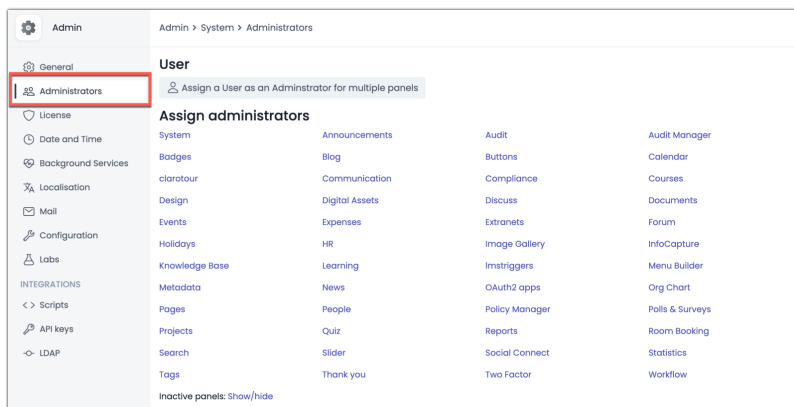 Admin
Admin > System > Administrators
General
Administrators
License
Date and Time
Background Services
Localisation
Mail
Configuration
Labs
INTEGRATIONS
Scripts
API keys
LDAP
User
Assign a User as an Adminstrator for multiple panels
Assign administrators
System Announcements Audit Audit Manager
Badges Blog Buttons Calendar
clarotour Communication Compliance Courses
Design Digital Assets Discuss Documents
Events Expenses Extranets Forum
Holidays HR Image Gallery InfoCapture
Knowledge Base Learning lmstriggers Menu Builder
Metadata News OAuth2 apps Org Chart
Pages People Policy Manager Polls & Surveys
Projects Quiz Reports Room Booking
Search Slider Social Connect Statistics
Tags Thank you Two Factor Workflow
Inactive panels: Show/hide